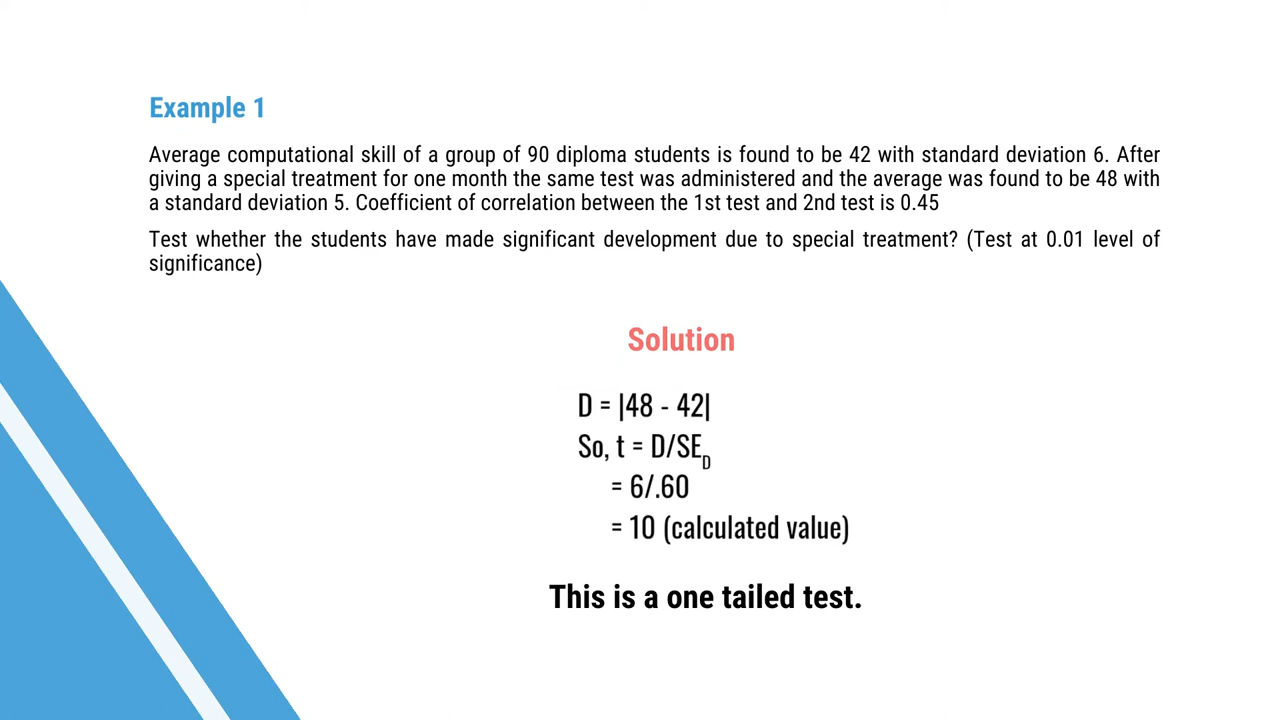 Example 1
Average computational skill of a group of 90 diploma students is found to be 42 with standard deviation 6. After
giving a special treatment for one month the same test was administered and the average was found to be 48 with
a standard deviation 5. Coefficient of correlation between the 1st test and 2nd test is 0.45
Test whether the students have made significant development due to special treatment? (Test at 0.01 level of
significance)
Solution
D = |48 - 42|
So, t = D/SE_D
= 6/.60
= 10 (calculated value)
This is a one tailed test.